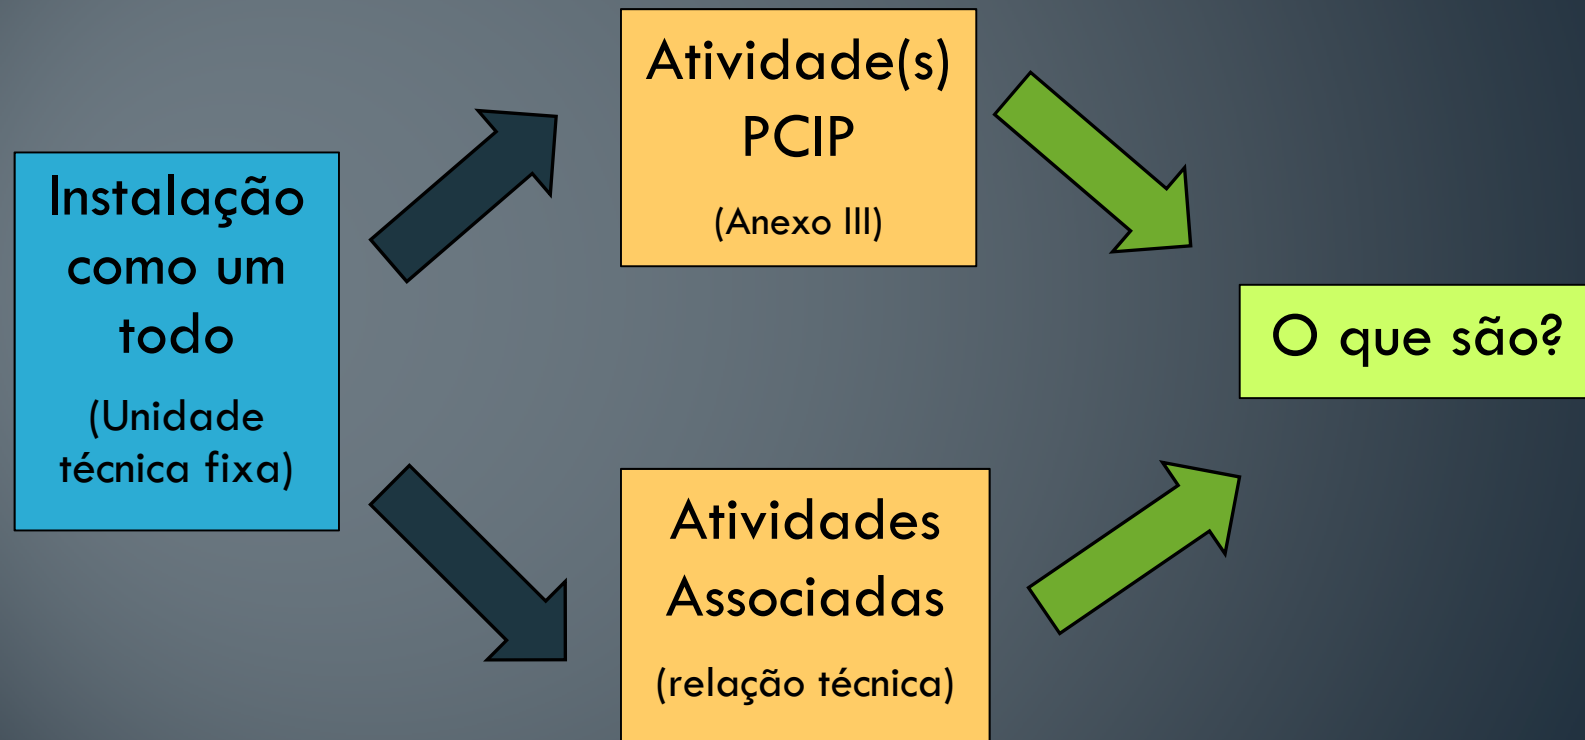 Instalação
como um
todo
(Unidade
técnica fixa)
Atividade(s)
PCIP
(Anexo III)
Atividades
Associadas
(relação técnica)
O que são?